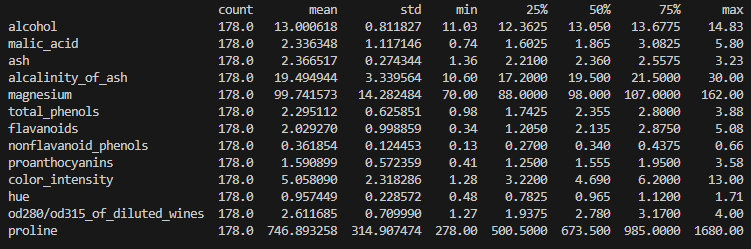 count mean std min 25% 50% 75% max
alcohol 178.0 13.000618 0.811827 11.03 12.3625 13.050 13.6775 14.83
malic_acid 178.0 2.336348 1.117146 0.74 1.6025 1.865 3.0825 5.80
ash 178.0 2.366517 0.274344 1.36 2.2100 2.360 2.5575 3.23
alcalinity_of_ash 178.0 19.494944 3.339564 10.60 17.2000 19.500 21.5000 30.00
magnesium 178.0 99.741573 14.282484 70.00 88.0000 98.000 107.0000 162.00
total_phenols 178.0 2.295112 0.625851 0.98 1.7425 2.355 2.8000 3.88
flavanoids 178.0 2.029270 0.998859 0.34 1.2050 2.135 2.8750 5.08
nonflavanoid_phenols 178.0 0.361854 0.124453 0.13 0.2700 0.340 0.4375 0.66
proanthocyanins 178.0 1.590899 0.572359 0.41 1.2500 1.555 1.9500 3.58
color_intensity 178.0 5.058090 2.318286 1.28 3.2200 4.690 6.2000 13.00
hue 178.0 0.957449 0.228572 0.48 0.7825 0.965 1.1200 1.71
od280/od315_of_diluted_wines 178.0 2.611685 0.709990 1.27 1.9375 2.780 3.1700 4.00
proline 178.0 746.893258 314.907474 278.00 500.5000 673.500 985.0000 1680.00